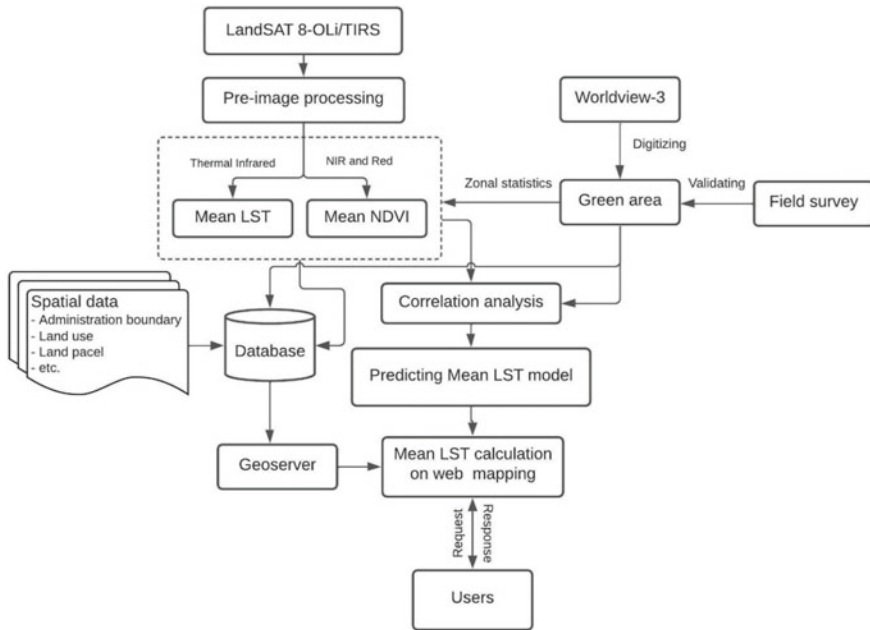 LandSAT 8-OLi/TIRS
Pre-image processing
Worldview-3
Digitizing
Thermal Infrared
NIR and Red
Zonal statistics
Validating
Mean LST
Mean NDVI
Green area
Field survey
Spatial data
- Administration boundary
- Land use
- Land pacel
- etc.
Database
Correlation analysis
Predicting Mean LST model
Geoserver
Mean LST calculation
on web mapping
Request
Response
Users